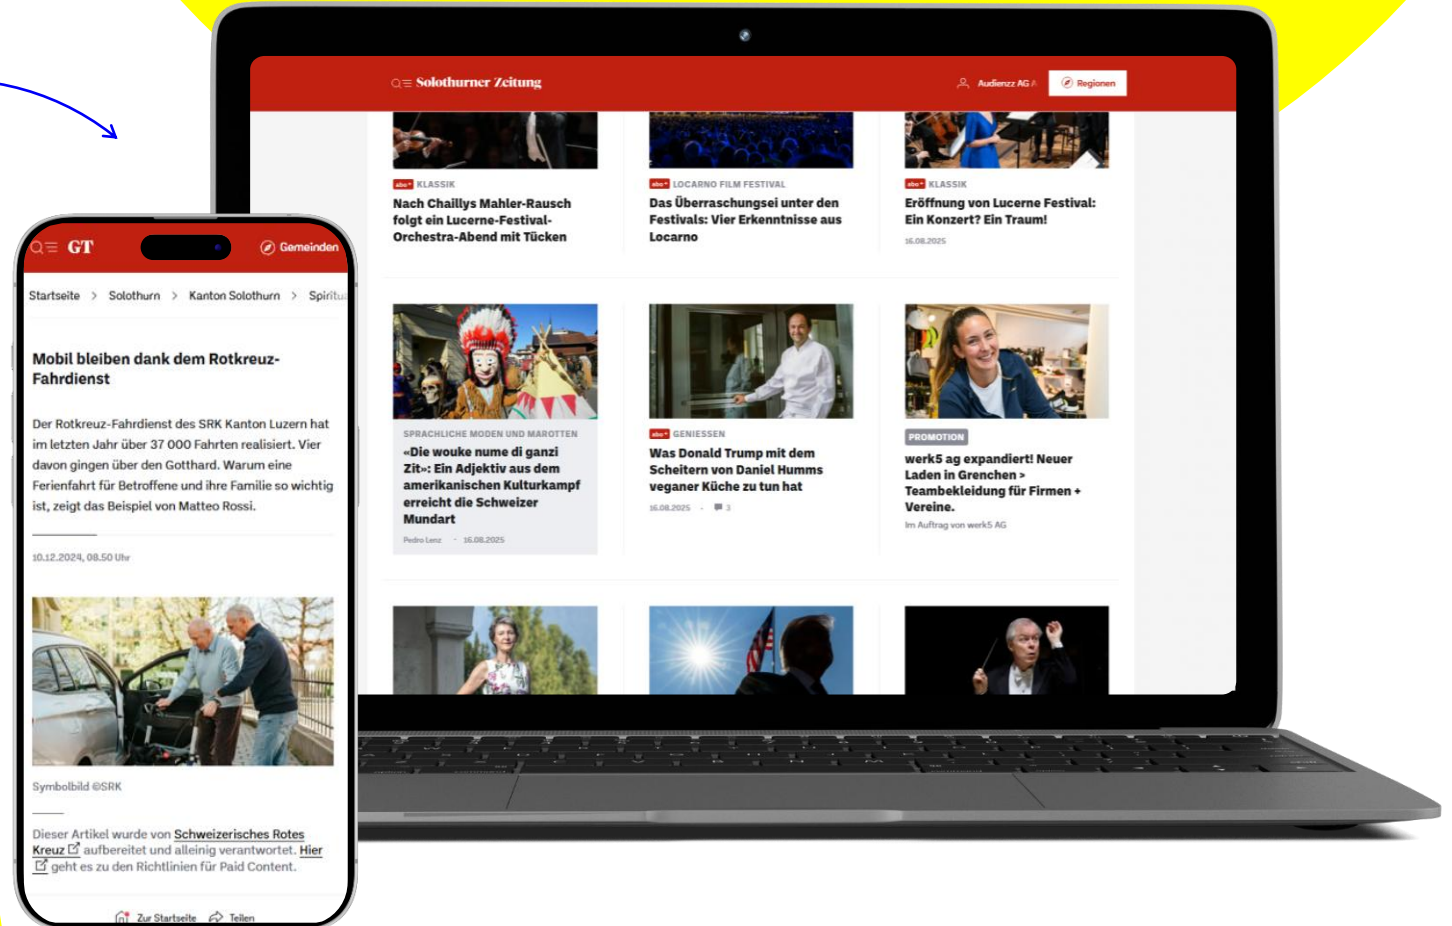 Solothurner Zeitung
Audienzz AG A
Regionen
abo+ KLASSIK
Nach Chaillys Mahler-Rausch
folgt ein Lucerne-Festival-
Orchestra-Abend mit Tücken
abo+ LOCARNO FILM FESTIVAL
Das Überraschungsei unter den
Festivals: Vier Erkenntnisse aus
Locarno
abo+ KLASSIK
Eröffnung von Lucerne Festival:
Ein Konzert? Ein Traum!
16.08.2025
SPRACHLICHE MODEN UND MAROTTEN
«Die wouke nume di ganzi
Zit»: Ein Adjektiv aus dem
amerikanischen Kulturkampf
erreicht die Schweizer
Mundart
Pedro Lenz - 16.08.2025
abo+ GENIESSEN
Was Donald Trump mit dem
Scheitern von Daniel Humms
veganer Küche zu tun hat
16.08.2025 - 3
PROMOTION
werk5 ag expandiert! Neuer
Laden in Grenchen >
Teambekleidung für Firmen +
Vereine.
Im Auftrag von werk5 AG
GT
Gemeinden
Startseite > Solothurn > Kanton Solothurn > Spiritu
Mobil bleiben dank dem Rotkreuz-
Fahrdienst
Der Rotkreuz-Fahrdienst des SRK Kanton Luzern hat
im letzten Jahr über 37 000 Fahrten realisiert. Vier
davon gingen über den Gotthard. Warum eine
Ferienfahrt für Betroffene und ihre Familie so wichtig
ist, zeigt das Beispiel von Matteo Rossi.
10.12.2024, 08.50 Uhr
Symbolbild ©SRK
Dieser Artikel wurde von Schweizerisches Rotes
Kreuz aufbereitet und alleinig verantwortet. Hier
geht es zu den Richtlinien für Paid Content.
Zur Startseite Teilen